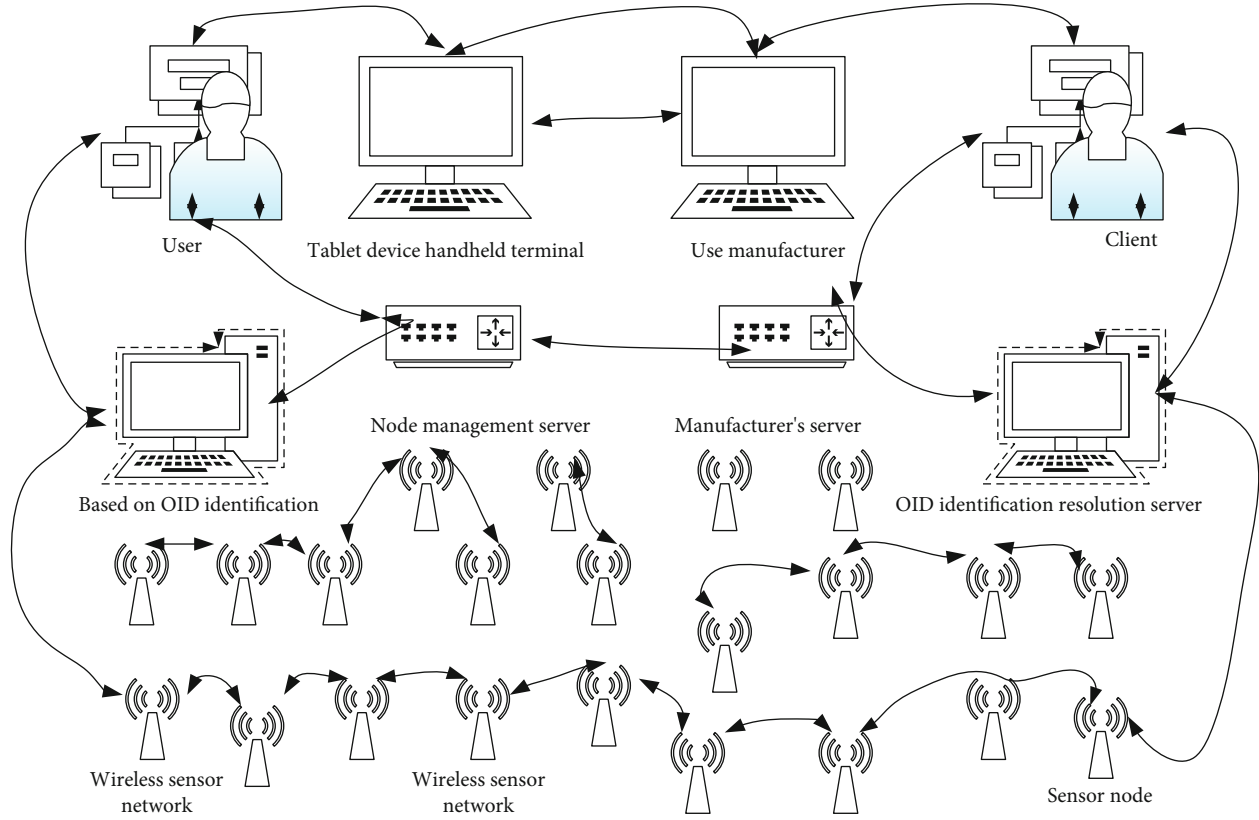 User
Tablet device handheld terminal
Use manufacturer
Client
Node management server
Manufacturer's server
Based on OID identification
OID identification resolution server
Wireless sensor
network
Wireless sensor
network
Sensor node